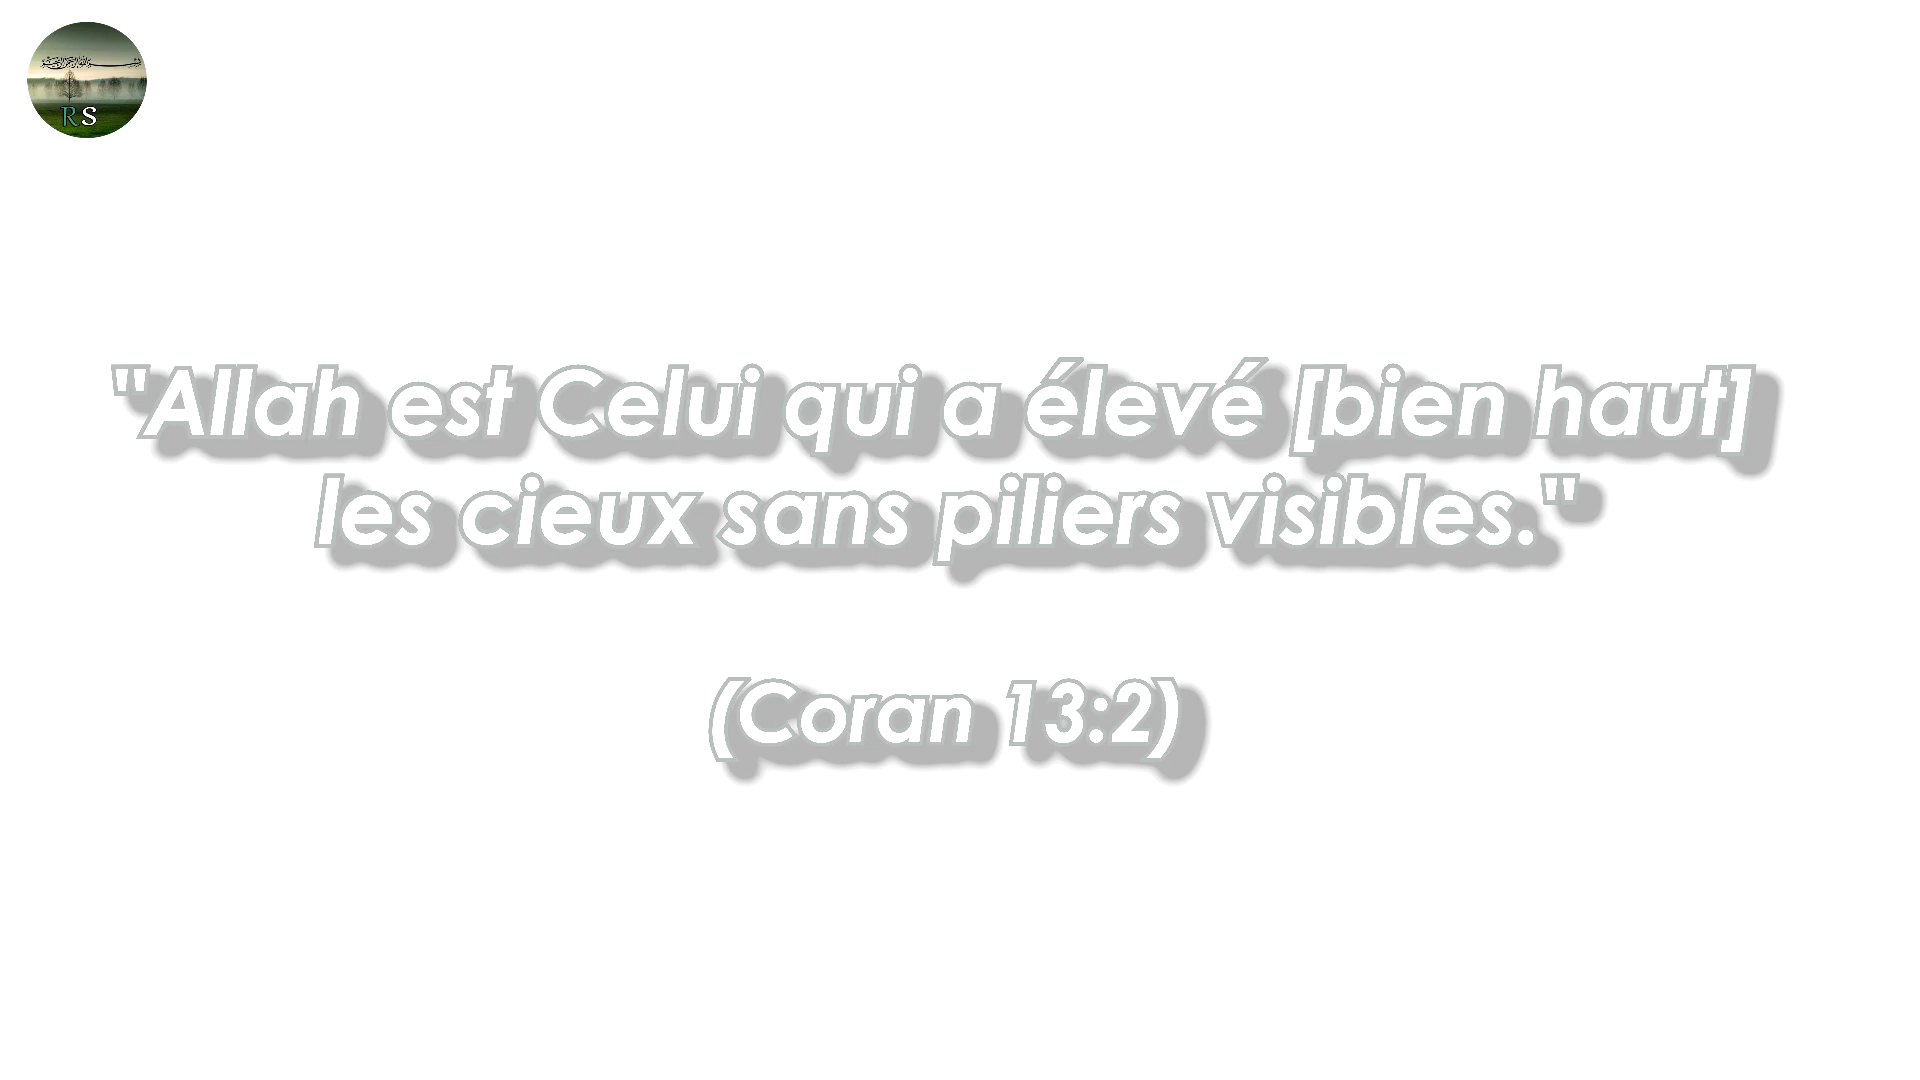 RS
"Allah est Celui qui a élevé [bien haut]
les cieux sans piliers visibles."
(Coran 13:2)